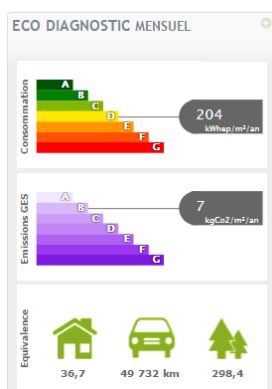 ECO DIAGNOSTIC MENSUEL
Consommation
A
B
C
D
E
F
G
204
kWhep/m²/an
Emissions GES
A
B
C
D
E
F
G
7
kgCo2/m²/an
Equivalence
36,7
49 732 km
298,4